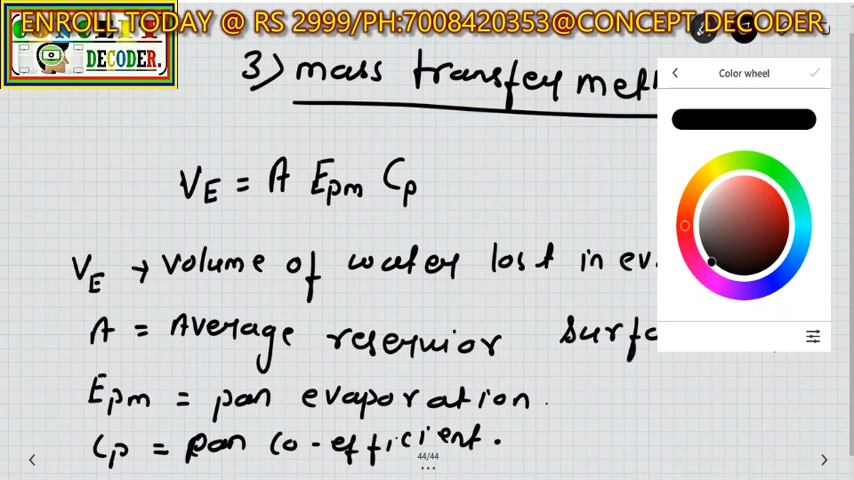 ENROLL TODAY @ RS 2999/PH:7008420353@CONCEPT DECODER
DECODER.
3) mass transfer met
Color wheel
VE = A Epm Cp
VE → Volume of water lost in ev
A = Average reservior surfa
Epm = pan evaporation.
Cp = pan co-efficient.
44/44